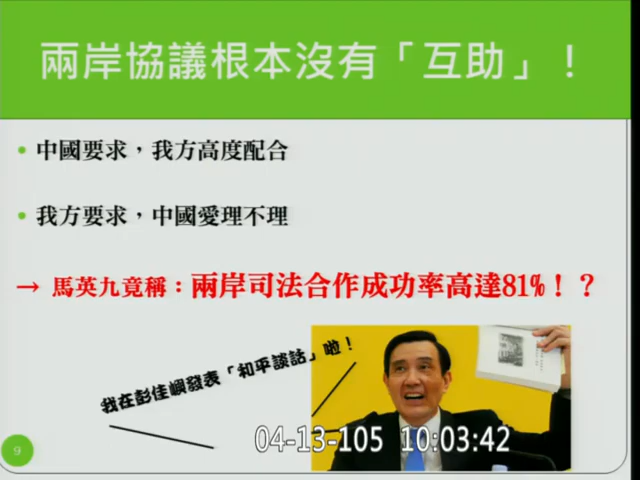 兩岸協議根本沒有「互助」！
• 中國要求，我方高度配合
• 我方要求，中國愛理不理
→ 馬英九竟稱：兩岸司法合作成功率高達81%！？
我在彭佳嶼發表「和平談話」啦！
04-13-105 10:03:42
9